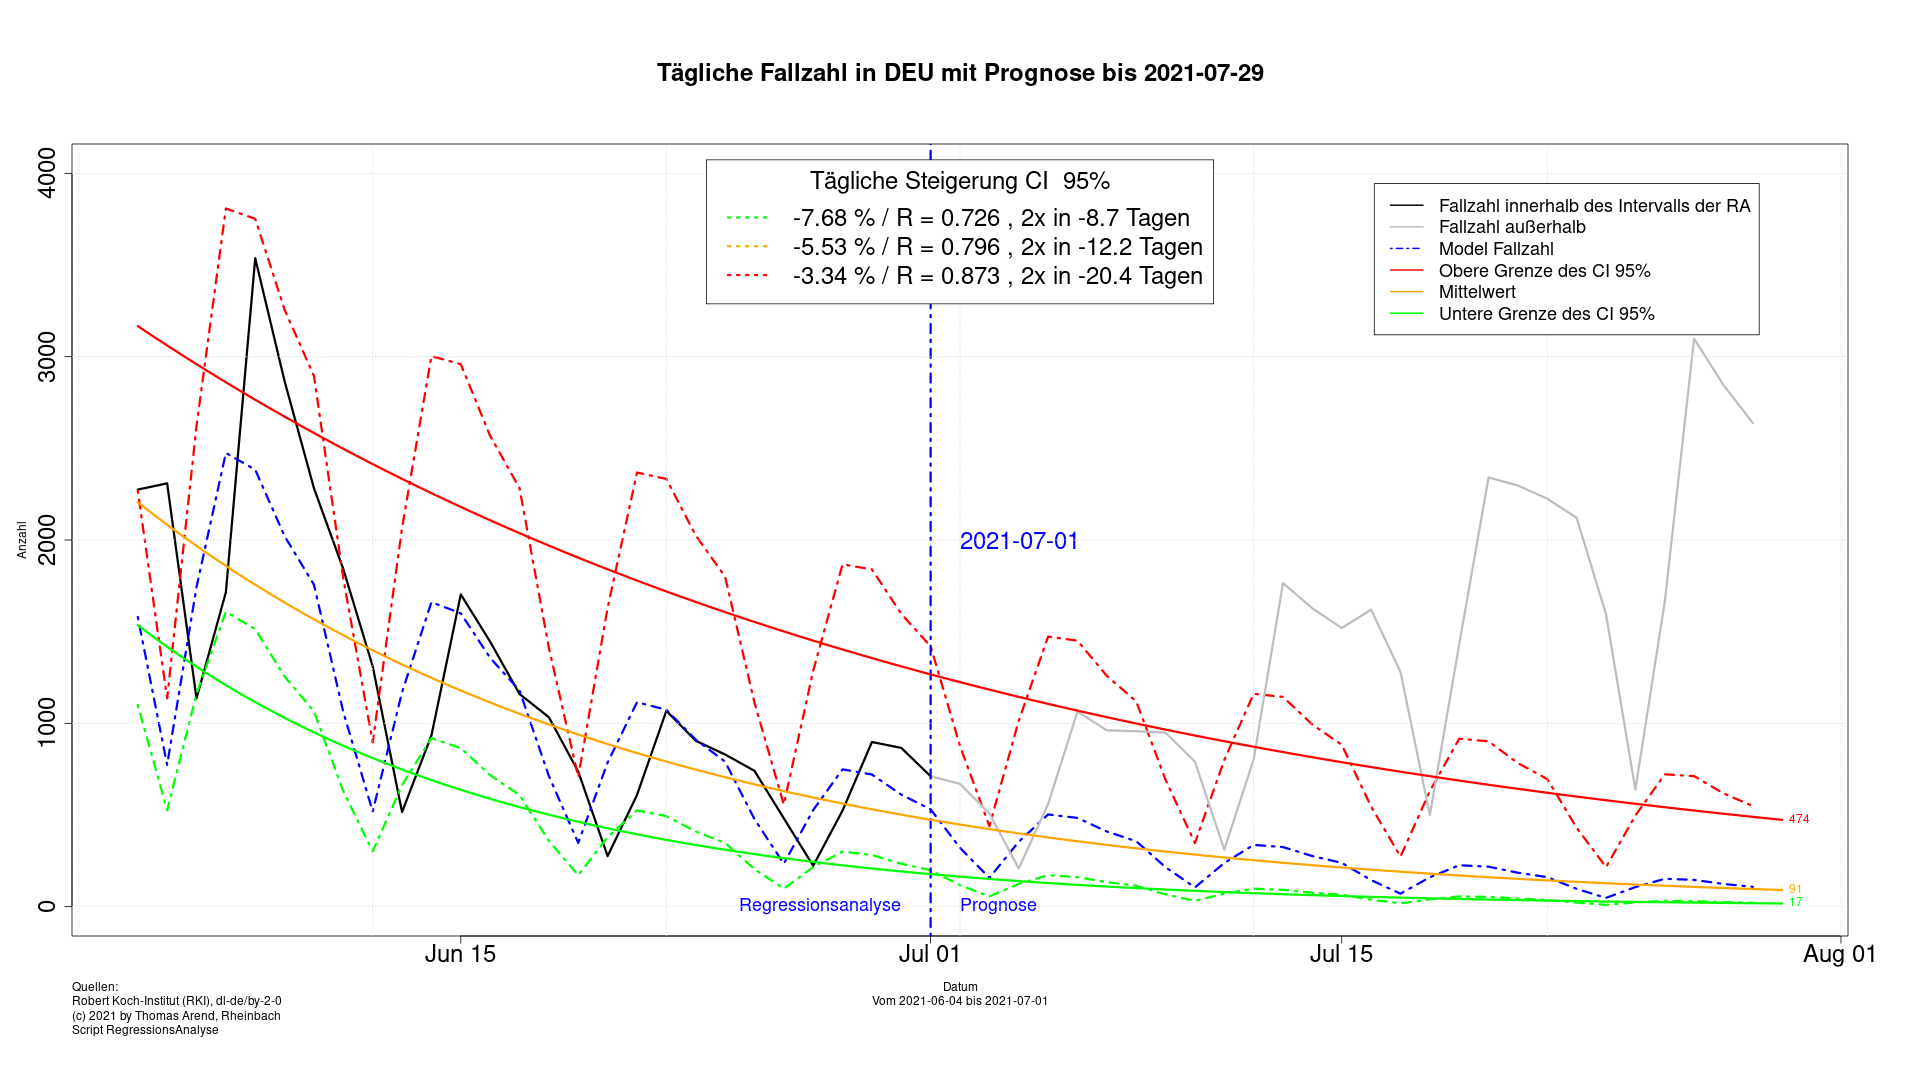 Tägliche Fallzahl in DEU mit Prognose bis 2021-07-29
Tägliche Steigerung CI  95%
-7.68 % / R = 0.726 , 2x in -8.7 Tagen
-5.53 % / R = 0.796 , 2x in -12.2 Tagen
-3.34 % / R = 0.873 , 2x in -20.4 Tagen
Fallzahl innerhalb des Intervalls der RA
Fallzahl außerhalb
Model Fallzahl
Obere Grenze des CI 95%
Mittelwert
Untere Grenze des CI 95%
4000
3000
2000
1000
0
Anzahl
2021-07-01
474
91
17
Regressionsanalyse
Prognose
Jun 15
Jul 01
Jul 15
Aug 01
Datum
Vom 2021-06-04 bis 2021-07-01
Quellen:
Robert Koch-Institut (RKI), dl-de/by-2-0
(c) 2021 by Thomas Arend, Rheinbach
Script RegressionsAnalyse